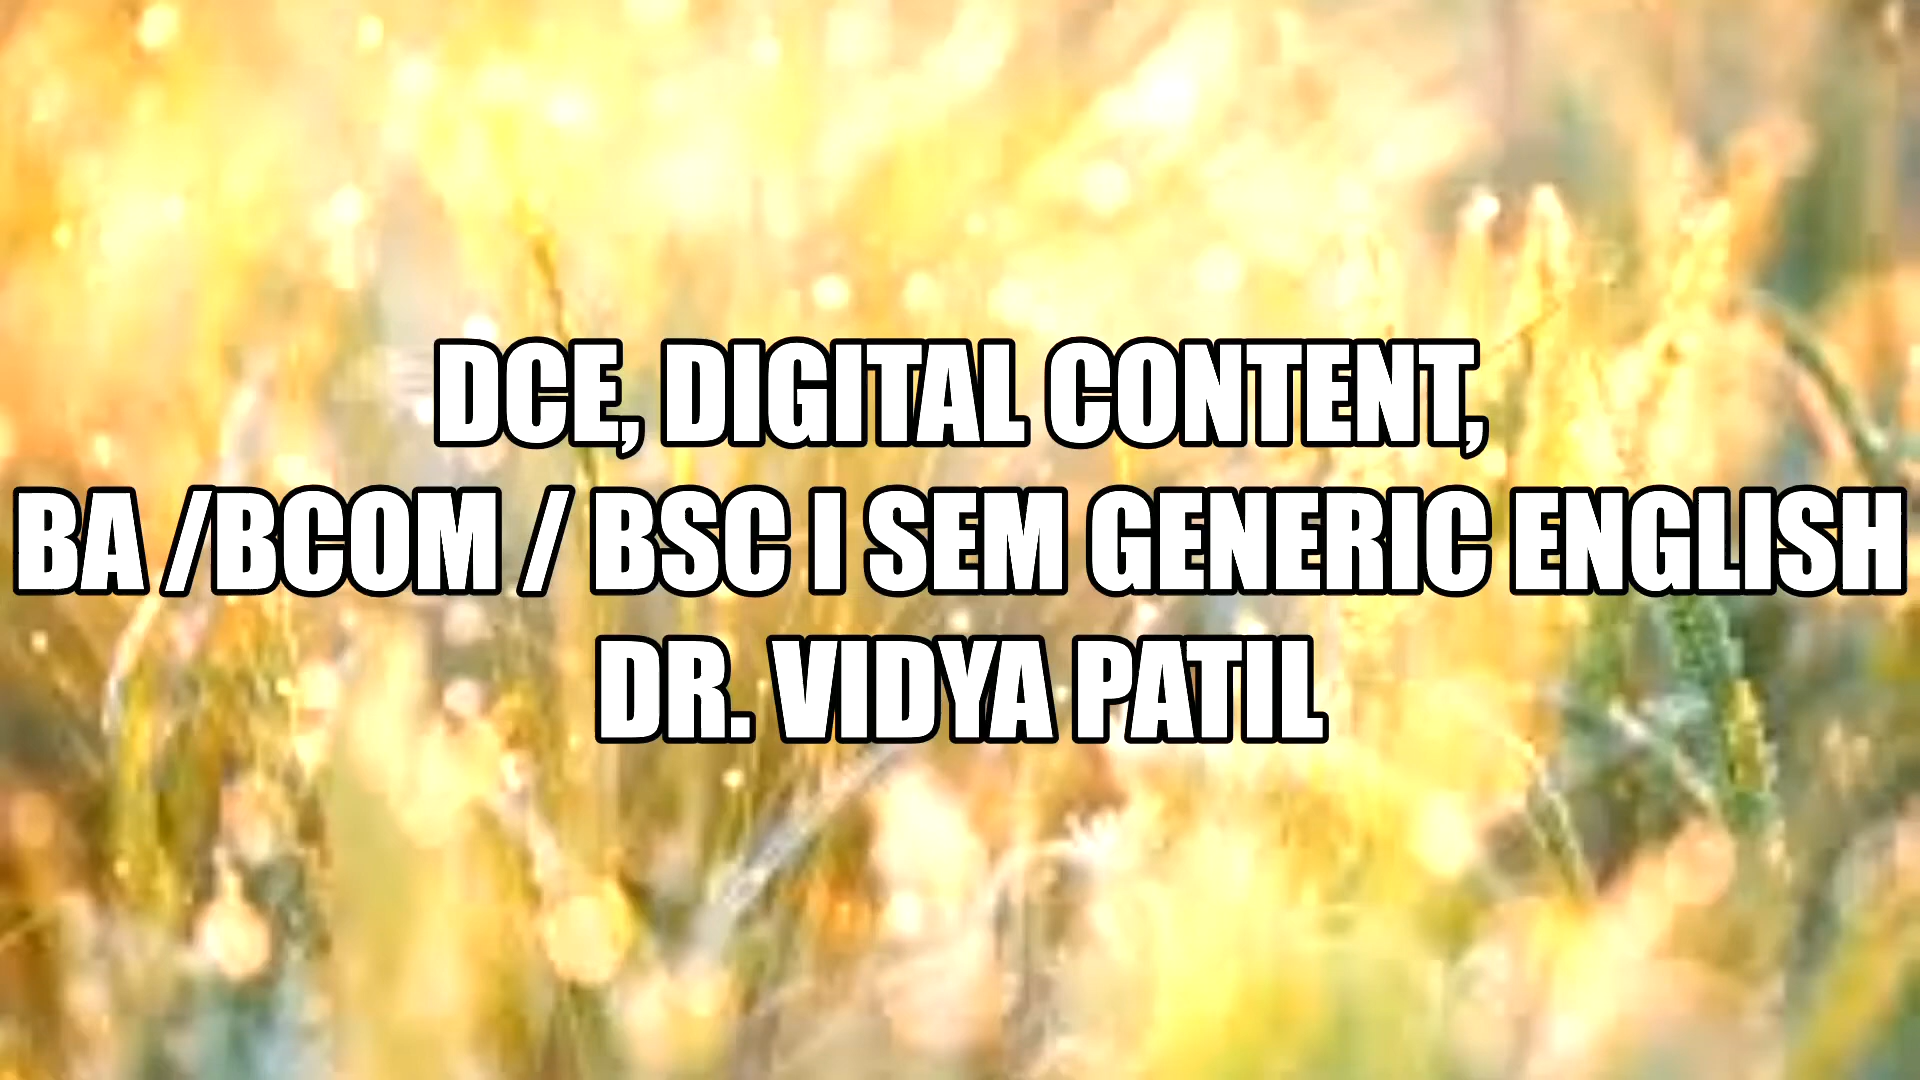 DCE, DIGITAL CONTENT,
BA /BCOM / BSC I SEM GENERIC ENGLISH
DR. VIDYA PATIL